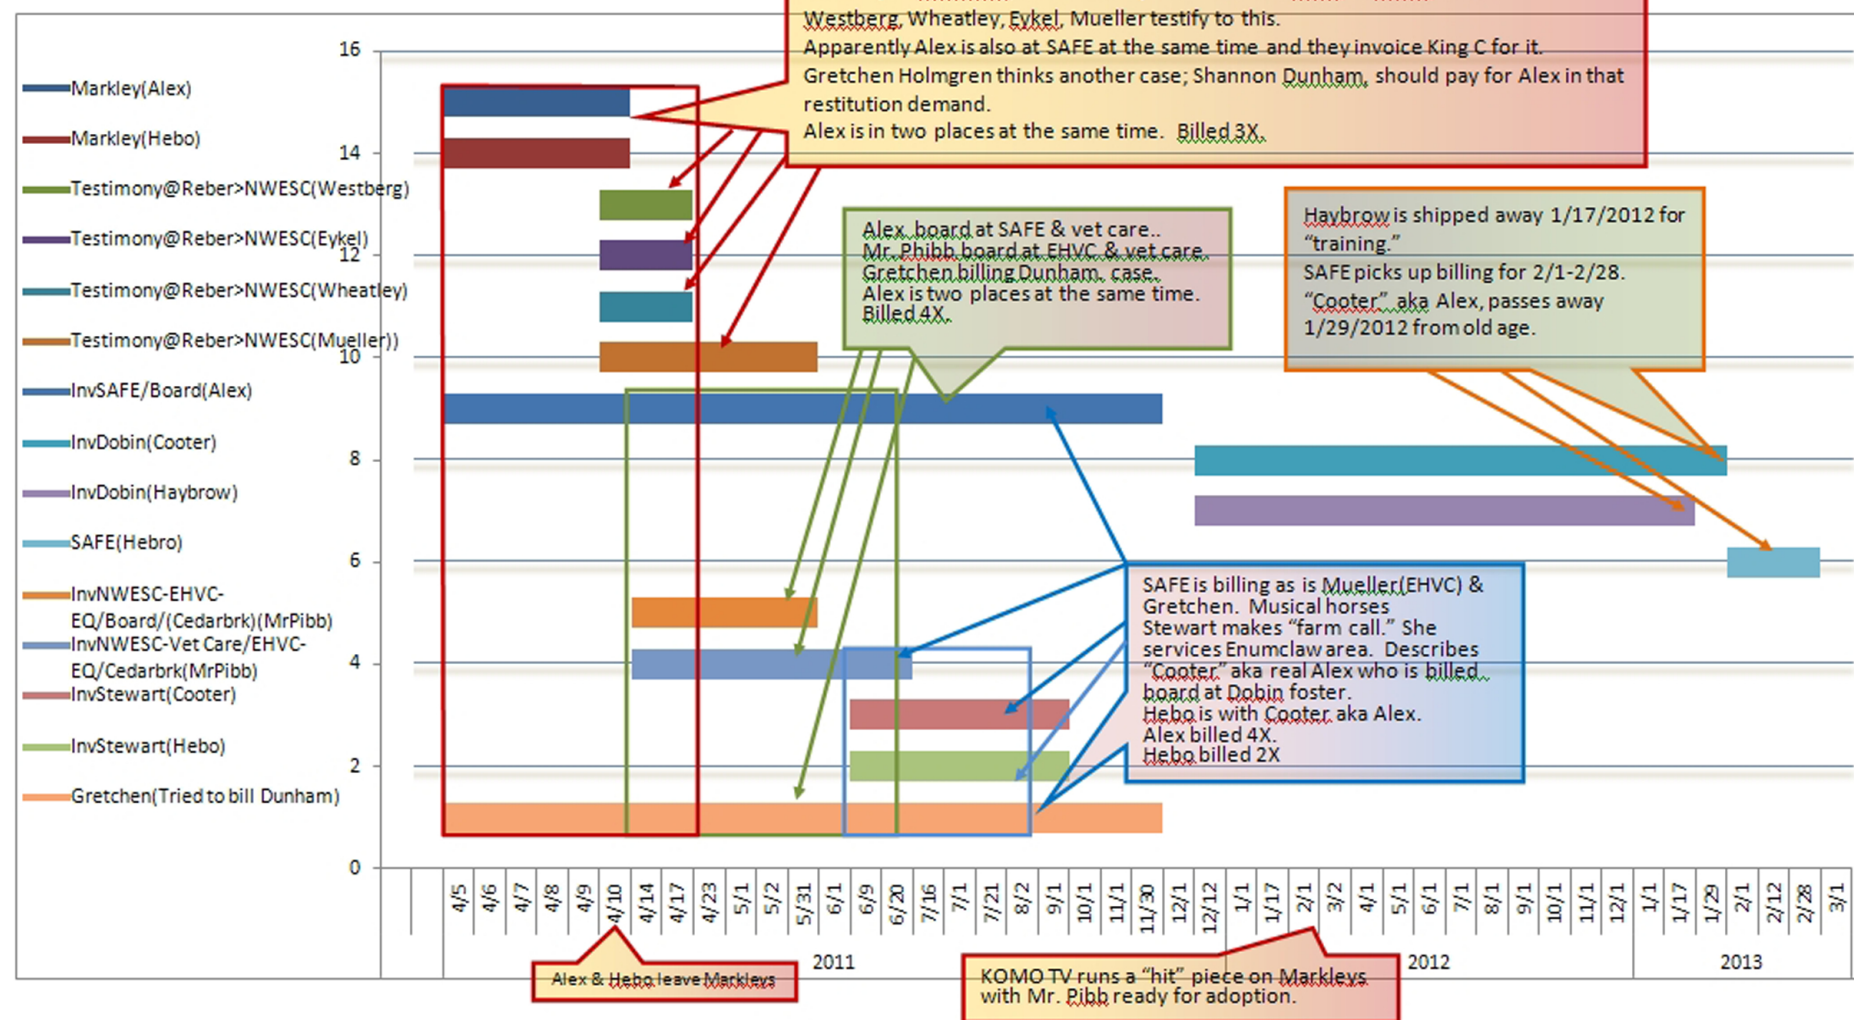 Westberg, Wheatley, Eykel, Mueller testify to this.
Apparently Alex is also at SAFE at the same time and they invoice King C for it.
Gretchen Holmgren thinks another case; Shannon Dunham, should pay for Alex in that
restitution demand.
Alex is in two places at the same time. Billed 3X.
16
14
12
10
8
6
4
2
0
Markley(Alex)
Markley(Hebo)
Testimony@Reber>NWESC(Westberg)
Testimony@Reber>NWESC(Eykel)
Testimony@Reber>NWESC(Wheatley)
Testimony@Reber>NWESC(Mueller))
InvSAFE/Board(Alex)
InvDobin(Cooter)
InvDobin(Haybrow)
SAFE(Hebro)
InvNWESC-EHVC-
EQ/Board/(Cedarbrk)(MrPibb)
InvNWESC-Vet Care/EHVC-
EQ/Cedarbrk(MrPibb)
InvStewart(Cooter)
InvStewart(Hebo)
Gretchen(Tried to bill Dunham)
Alex board at SAFE & vet care..
Mr. Phibb board at EHVC & vet care.
Gretchen billing Dunham, case.
Alex is two places at the same time.
Billed 4X.
Haybrow is shipped away 1/17/2012 for
“training.”
SAFE picks up billing for 2/1-2/28.
“Cooter” aka Alex, passes away
1/29/2012 from old age.
SAFE is billing as is Mueller(EHVC) &
Gretchen. Musical horses
Stewart makes “farm call.” She
services Enumclaw area. Describes
“Cooter” aka real Alex who is billed
board at Dobin foster.
Hebo is with Cooter aka Alex.
Alex billed 4X.
Hebo billed 2X
4/5
4/6
4/7
4/8
4/9
4/10
4/14
4/17
4/23
5/1
5/2
5/31
6/1
6/9
6/20
7/16
7/1
7/21
8/2
9/1
10/1
11/1
11/30
12/1
12/12
1/1
1/17
2/1
3/2
4/1
5/1
6/1
7/1
8/1
9/1
10/1
11/1
12/1
1/1
1/17
1/29
2/1
2/12
2/28
3/1
2011
2012
2013
Alex & Hebo leave Markleys
KOMO TV runs a “hit” piece on Markleys
with Mr. Pibb ready for adoption.